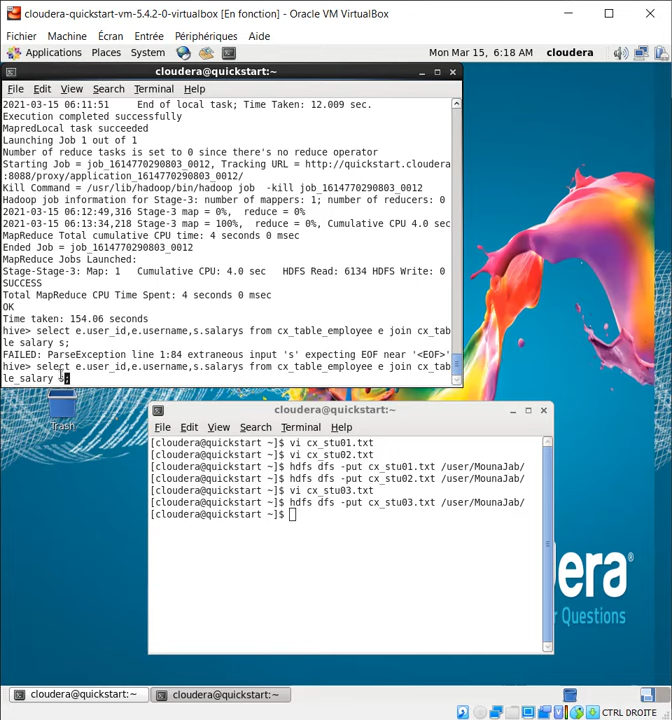 cloudera-quickstart-vm-5.4.2-0-virtualbox [En fonction] - Oracle VM VirtualBox
Fichier Machine Écran Entrée Périphériques Aide
Applications Places System Mon Mar 15, 6:18 AM cloudera
cloudera@quickstart:~
File Edit View Search Terminal Help
2021-03-15 06:11:51 End of local task; Time Taken: 12.009 sec.
Execution completed successfully
MapredLocal task succeeded
Launching Job 1 out of 1
Number of reduce tasks is set to 0 since there's no reduce operator
Starting Job = job_1614770290803_0012, Tracking URL = http://quickstart.cloudera
:8088/proxy/application_1614770290803_0012/
Kill Command = /usr/lib/hadoop/bin/hadoop job -kill job_1614770290803_0012
Hadoop job information for Stage-3: number of mappers: 1; number of reducers: 0
2021-03-15 06:12:49,316 Stage-3 map = 0%, reduce = 0%
2021-03-15 06:13:34,218 Stage-3 map = 100%, reduce = 0%, Cumulative CPU 4.0 sec
MapReduce Total cumulative CPU time: 4 seconds 0 msec
Ended Job = job_1614770290803_0012
MapReduce Jobs Launched:
Stage-Stage-3: Map: 1 Cumulative CPU: 4.0 sec HDFS Read: 6134 HDFS Write: 0
SUCCESS
Total MapReduce CPU Time Spent: 4 seconds 0 msec
OK
Time taken: 154.06 seconds
hive> select e.user_id,e.username,s.salarys from cx_table_employee e join cx_tab
le salary s;
FAILED: ParseException line 1:84 extraneous input 's' expecting EOF near '<EOF>'
hive> select e.user_id,e.username,s.salarys from cx_table_employee e join cx_tab
le_salary s;
Trash
cloudera@quickstart:~
File Edit View Search Terminal Help
[cloudera@quickstart ~]$ vi cx_stu01.txt
[cloudera@quickstart ~]$ vi cx_stu02.txt
[cloudera@quickstart ~]$ hdfs dfs -put cx_stu01.txt /user/MounaJab/
[cloudera@quickstart ~]$ hdfs dfs -put cx_stu02.txt /user/MounaJab/
[cloudera@quickstart ~]$ vi cx_stu03.txt
[cloudera@quickstart ~]$ hdfs dfs -put cx_stu03.txt /user/MounaJab/
[cloudera@quickstart ~]$
era®
Questions
cloudera@quickstart:~ cloudera@quickstart:~
CTRL DROITE